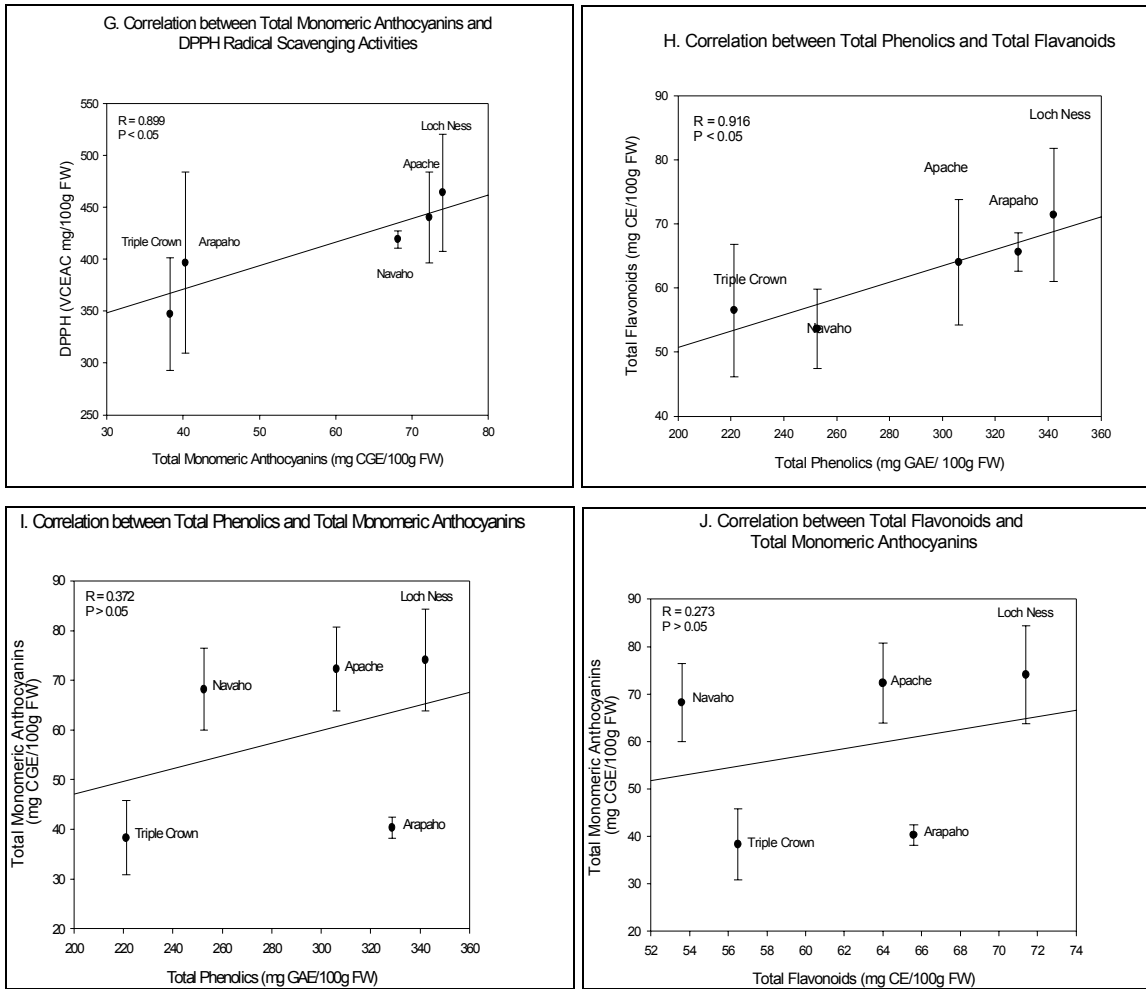 G. Correlation between Total Monomeric Anthocyanins and
DPPH Radical Scavenging Activities
R = 0.899
P < 0.05
Loch Ness
Apache
Triple Crown
Arapaho
Navaho
DPPH (VCEAC mg/100g FW)
550
500
450
400
350
300
250
30 40 50 60 70 80
Total Monomeric Anthocyanins (mg CGE/100g FW)
H. Correlation between Total Phenolics and Total Flavanoids
R = 0.916
P < 0.05
Loch Ness
Apache
Arapaho
Triple Crown
Navaho
Total Flavonoids (mg CE/100g FW)
90
80
70
60
50
40
200 220 240 260 280 300 320 340 360
Total Phenolics (mg GAE/ 100g FW)
I. Correlation between Total Phenolics and Total Monomeric Anthocyanins
R = 0.372
P > 0.05
Loch Ness
Navaho
Apache
Triple Crown
Arapaho
Total Monomeric Anthocyanins
(mg CGE/100g FW)
90
80
70
60
50
40
30
20
200 220 240 260 280 300 320 340 360
Total Phenolics (mg GAE/100g FW)
J. Correlation between Total Flavonoids and
Total Monomeric Anthocyanins
R = 0.273
P > 0.05
Loch Ness
Navaho
Apache
Triple Crown
Arapaho
Total Monomeric Anthocyanins
(mg CGE/100g FW)
90
80
70
60
50
40
30
20
52 54 56 58 60 62 64 66 68 70 72 74
Total Flavonoids (mg CE/100g FW)